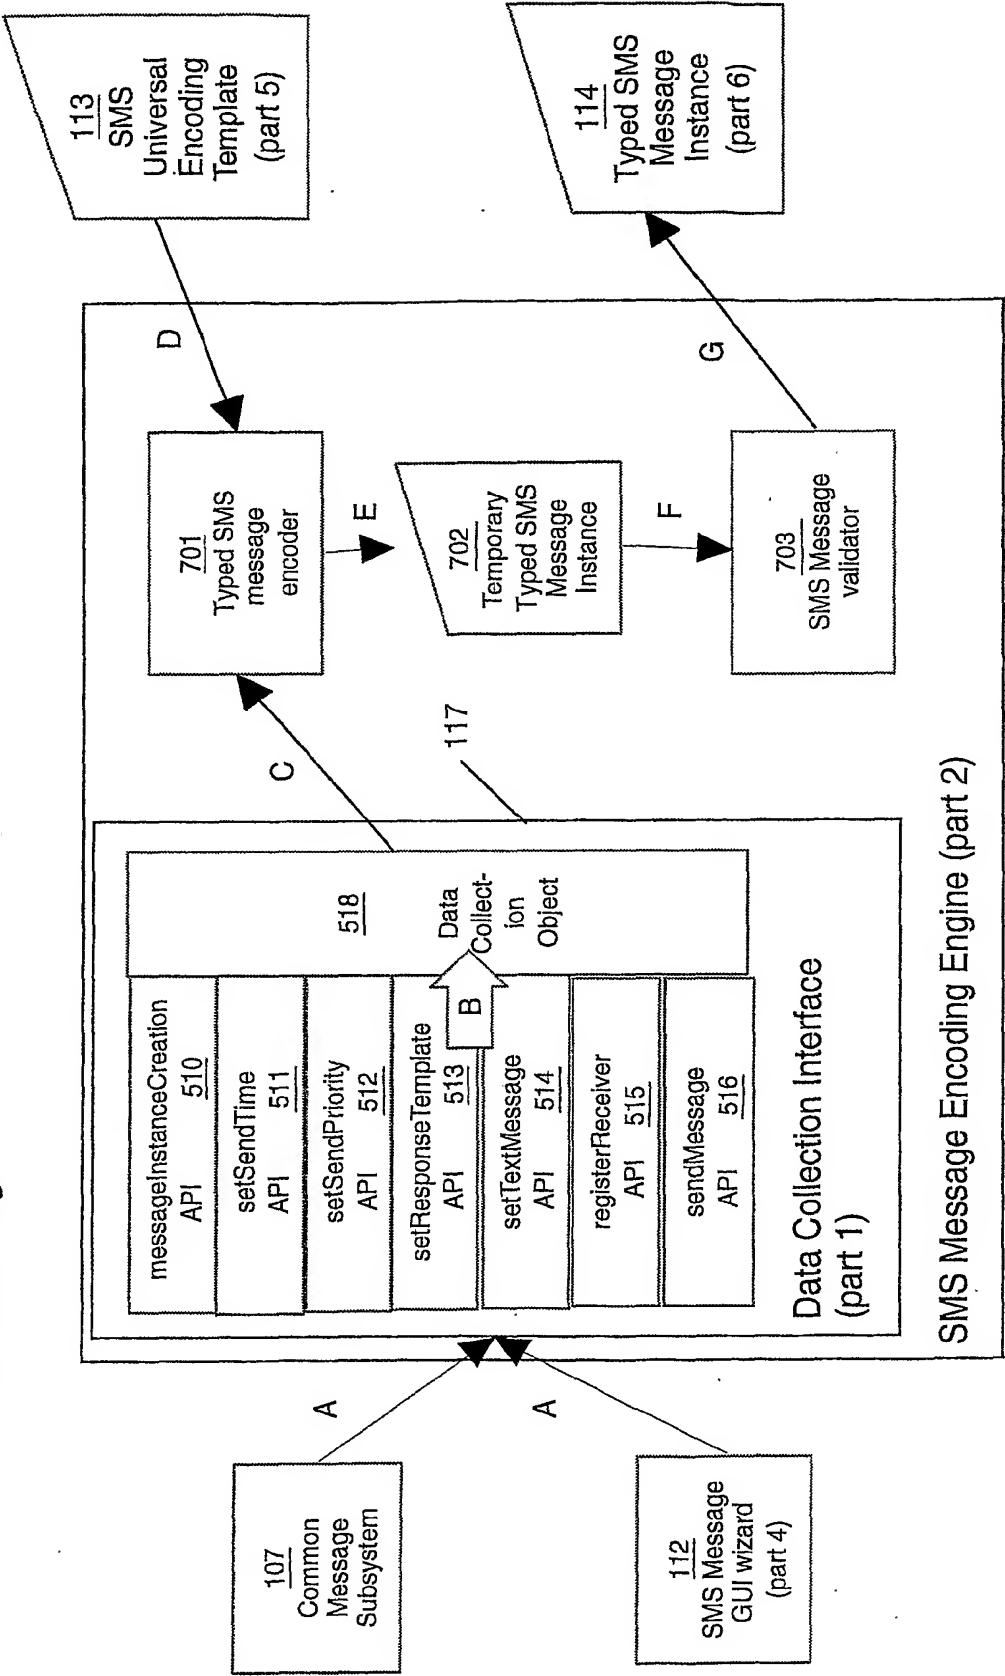 107
Common
Message
Subsystem
112
SMS Message
GUI wizard
(part 4)
A
A
messageInstanceCreation
API 510
setSendTime
API 511
setSendPriority
API 512
setResponseTemplate
API 513
setTextMessage
API 514
registerReceiver
API 515
sendMessage
API 516
B
518
Data
Collect-
ion
Object
Data Collection Interface
(part 1)
117
C
701
Typed SMS
message
encoder
E
702
Temporary
Typed SMS
Message
Instance
F
703
SMS Message
validator
D
G
SMS Message Encoding Engine (part 2)
113
SMS
Universal
Encoding
Template
(part 5)
114
Typed SMS
Message
Instance
(part 6)